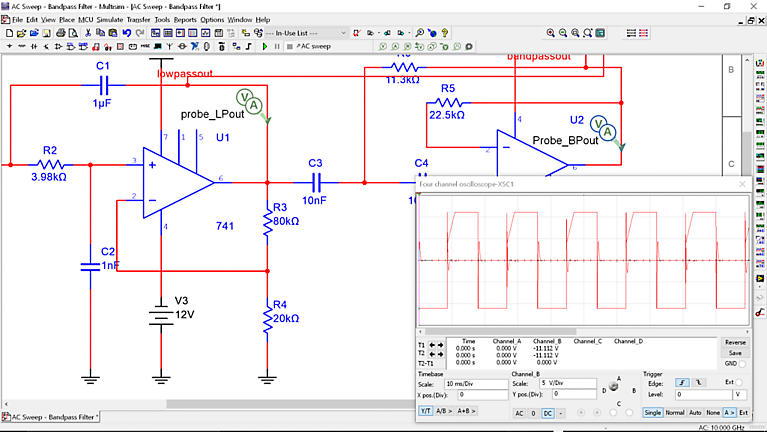 AC Sweep - Bandpass Filter - Multisim - [AC Sweep - Bandpass Filter *]
File Edit View Place MCU Simulate Transfer Tools Reports Options Window Help
--- In-Use List ---
AC sweep
lowpassout
bandpassout
C1
1µF
probe_LPout
V
A
U1
R2
3.98kΩ
7
1
5
3
2
6
4
741
C2
1nF
V3
12V
R3
80kΩ
R4
20kΩ
C3
10nF
C4
11.3kΩ
R5
22.5kΩ
U2
Probe_BPout
V
A
4
2
6
B
C
Four channel oscilloscope-XSC1
Time Channel_A Channel_B Channel_C Channel_D
T1 0.000 s 0.000 V -11.112 V
T2 0.000 s 0.000 V -11.112 V
T2-T1 0.000 s 0.000 V 0.000 V
Reverse
Save
GND
Timebase
Scale: 10 ms/Div
X pos.(Div): 0
Y/T A/B > A+B >
Channel_B
Scale: 5 V/Div
Y pos.(Div): 0
AC 0 DC -
A
B
C
D
Trigger
Edge:
Ext
Level: 0 V
Single Normal Auto None A > Ext
AC Sweep - Bandpass Filter *
AC: 10.000 GHz